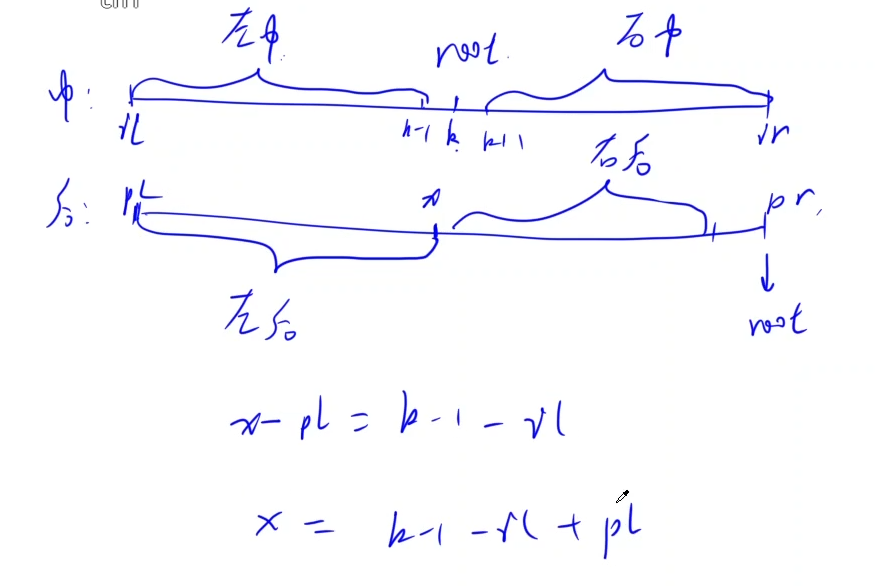 左中 root 右中
中:
il k-1 k k+1 ir
右后
后: pL x pr
左后 root
x - pl = k-1 - il
x = k-1 - il + pl